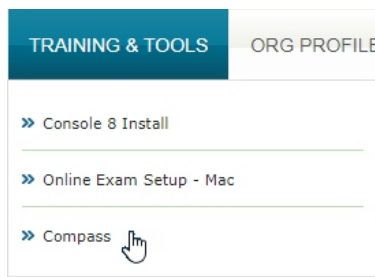 TRAINING & TOOLS ORG PROFILE
» Console 8 Install
» Online Exam Setup - Mac
» Compass